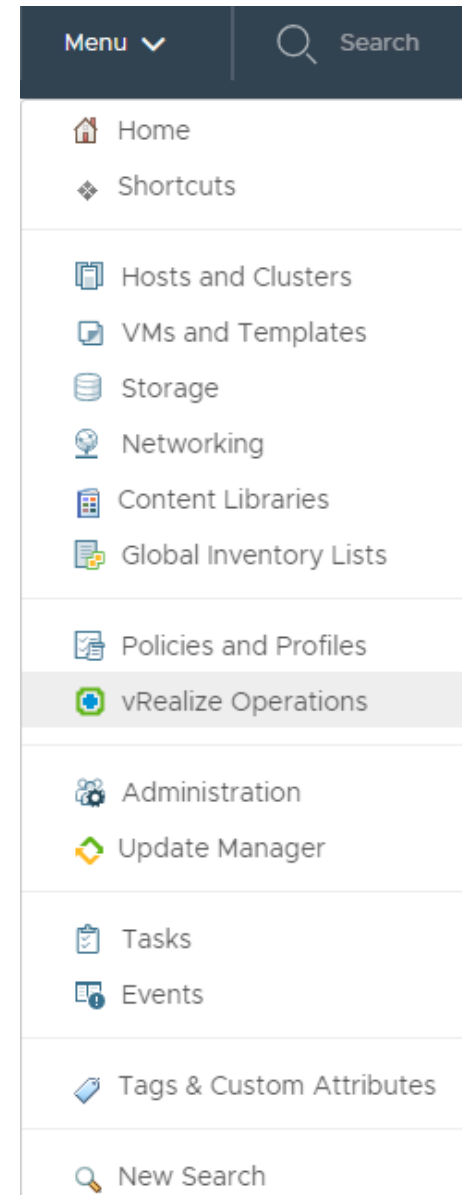 Menu Search
Home
Shortcuts
Hosts and Clusters
VMs and Templates
Storage
Networking
Content Libraries
Global Inventory Lists
Policies and Profiles
vRealize Operations
Administration
Update Manager
Tasks
Events
Tags & Custom Attributes
New Search